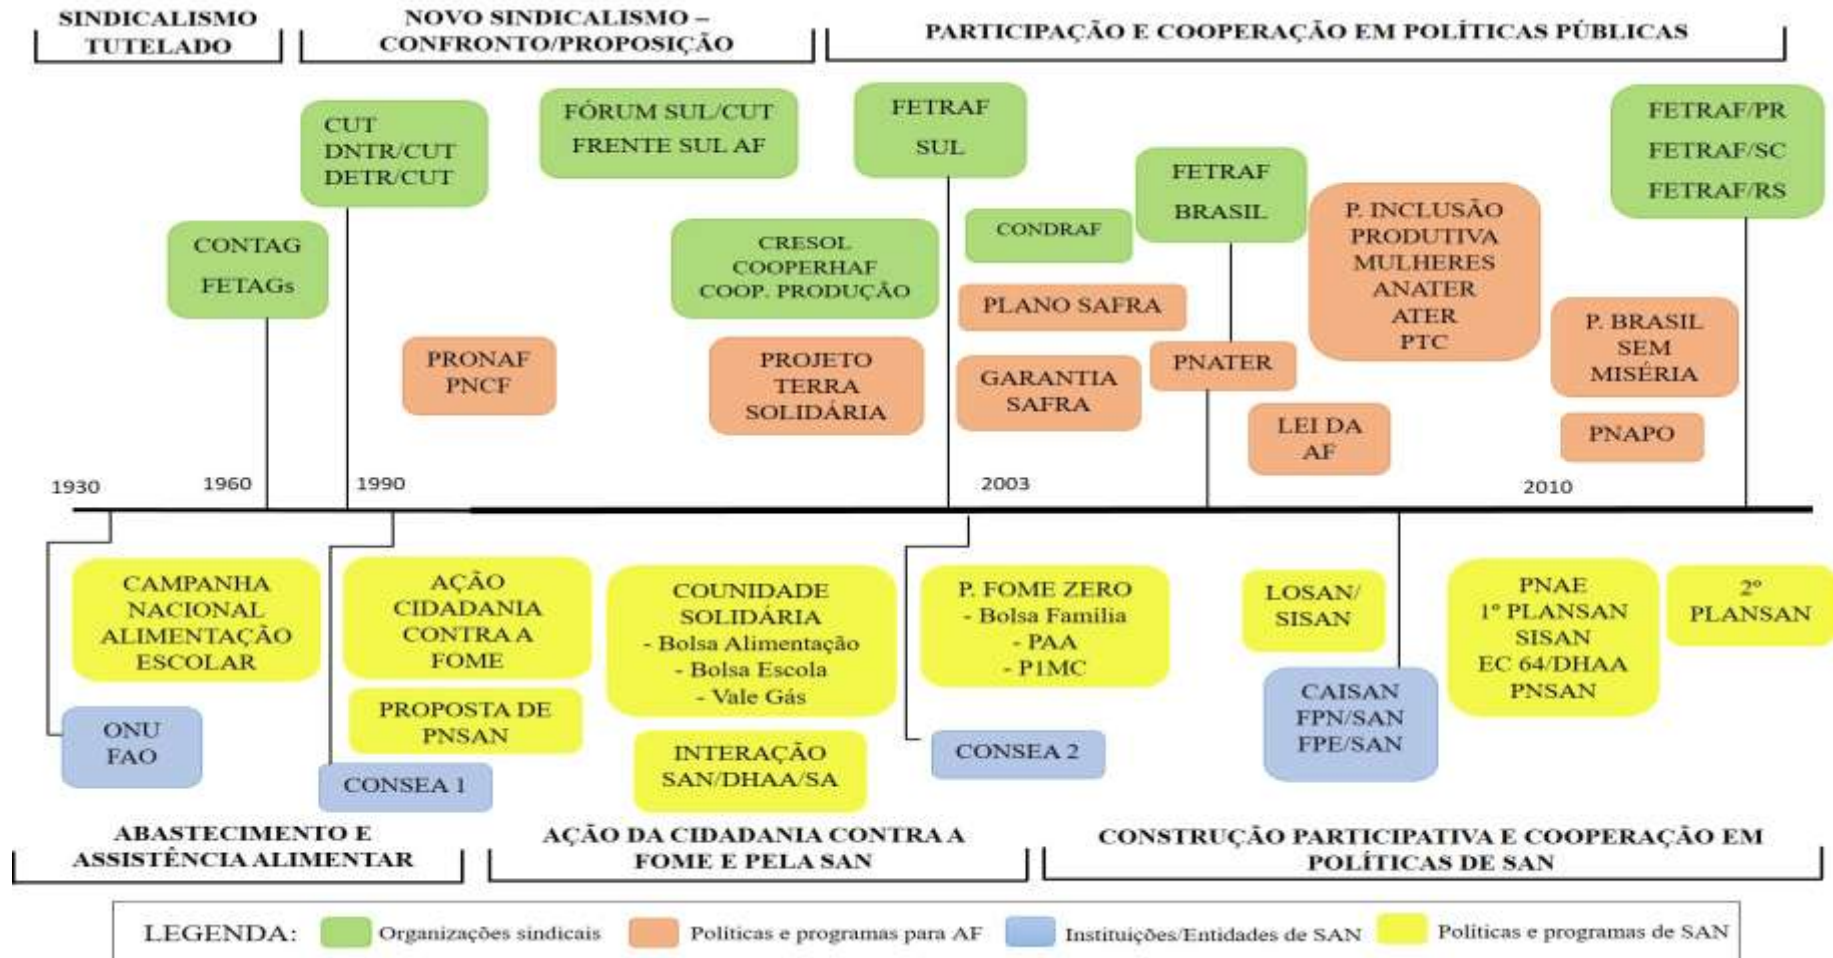 SINDICALISMO
TUTELADO
NOVO SINDICALISMO –
CONFRONTO/PROPOSIÇÃO
PARTICIPAÇÃO E COOPERAÇÃO EM POLÍTICAS PÚBLICAS
CONTAG
FETAGs
CUT
DNTR/CUT
DETR/CUT
FÓRUM SUL/CUT
FRENTE SUL AF
CRESOL
COOPERHAF
COOP. PRODUÇÃO
FETRAF
SUL
CONDRAF
FETRAF
BRASIL
FETRAF/PR
FETRAF/SC
FETRAF/RS
PRONAF
PNCF
PROJETO
TERRA
SOLIDÁRIA
PLANO SAFRA
GARANTIA
SAFRA
PNATER
P. INCLUSÃO
PRODUTIVA
MULHERES
ANATER
ATER
PTC
LEI DA
AF
P. BRASIL
SEM
MISÉRIA
PNAPO
1930
1960
1990
2003
2010
CAMPANHA
NACIONAL
ALIMENTAÇÃO
ESCOLAR
ONU
FAO
AÇÃO
CIDADANIA
CONTRA A
FOME
PROPOSTA DE
PNSAN
CONSEA 1
COUNIDADE
SOLIDÁRIA
- Bolsa Alimentação
- Bolsa Escola
- Vale Gás
INTERAÇÃO
SAN/DHAA/SA
P. FOME ZERO
- Bolsa Família
- PAA
- P1MC
CONSEA 2
LOSAN/
SISAN
CAISAN
FPN/SAN
FPE/SAN
PNAE
1º PLANSAN
SISAN
EC 64/DHAA
PNSAN
2º
PLANSAN
ABASTECIMENTO E
ASSISTÊNCIA ALIMENTAR
AÇÃO DA CIDADANIA CONTRA A
FOME E PELA SAN
CONSTRUÇÃO PARTICIPATIVA E COOPERAÇÃO EM
POLÍTICAS DE SAN
LEGENDA:
Organizações sindicais
Políticas e programas para AF
Instituições/Entidades de SAN
Políticas e programas de SAN